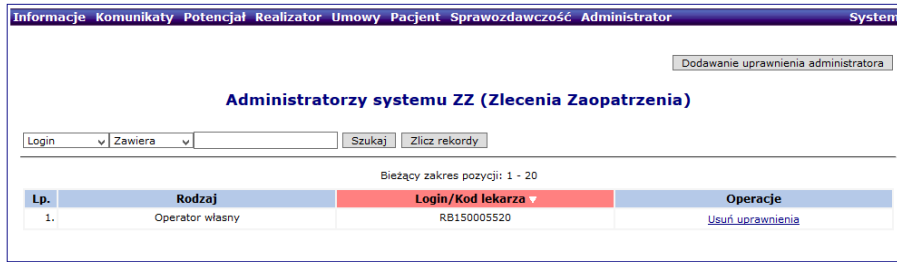 Informacje Komunikaty Potencjał Realizator Umowy Pacjent Sprawozdawczość Administrator System
Dodawanie uprawnienia administratora
Administratorzy systemu ZZ (Zlecenia Zaopatrzenia)
Login Zawiera Szukaj Zlicz rekordy
Bieżący zakres pozycji: 1 - 20
Lp. Rodzaj Login/Kod lekarza Operacje
1. Operator własny RB150005520 Usuń uprawnienia